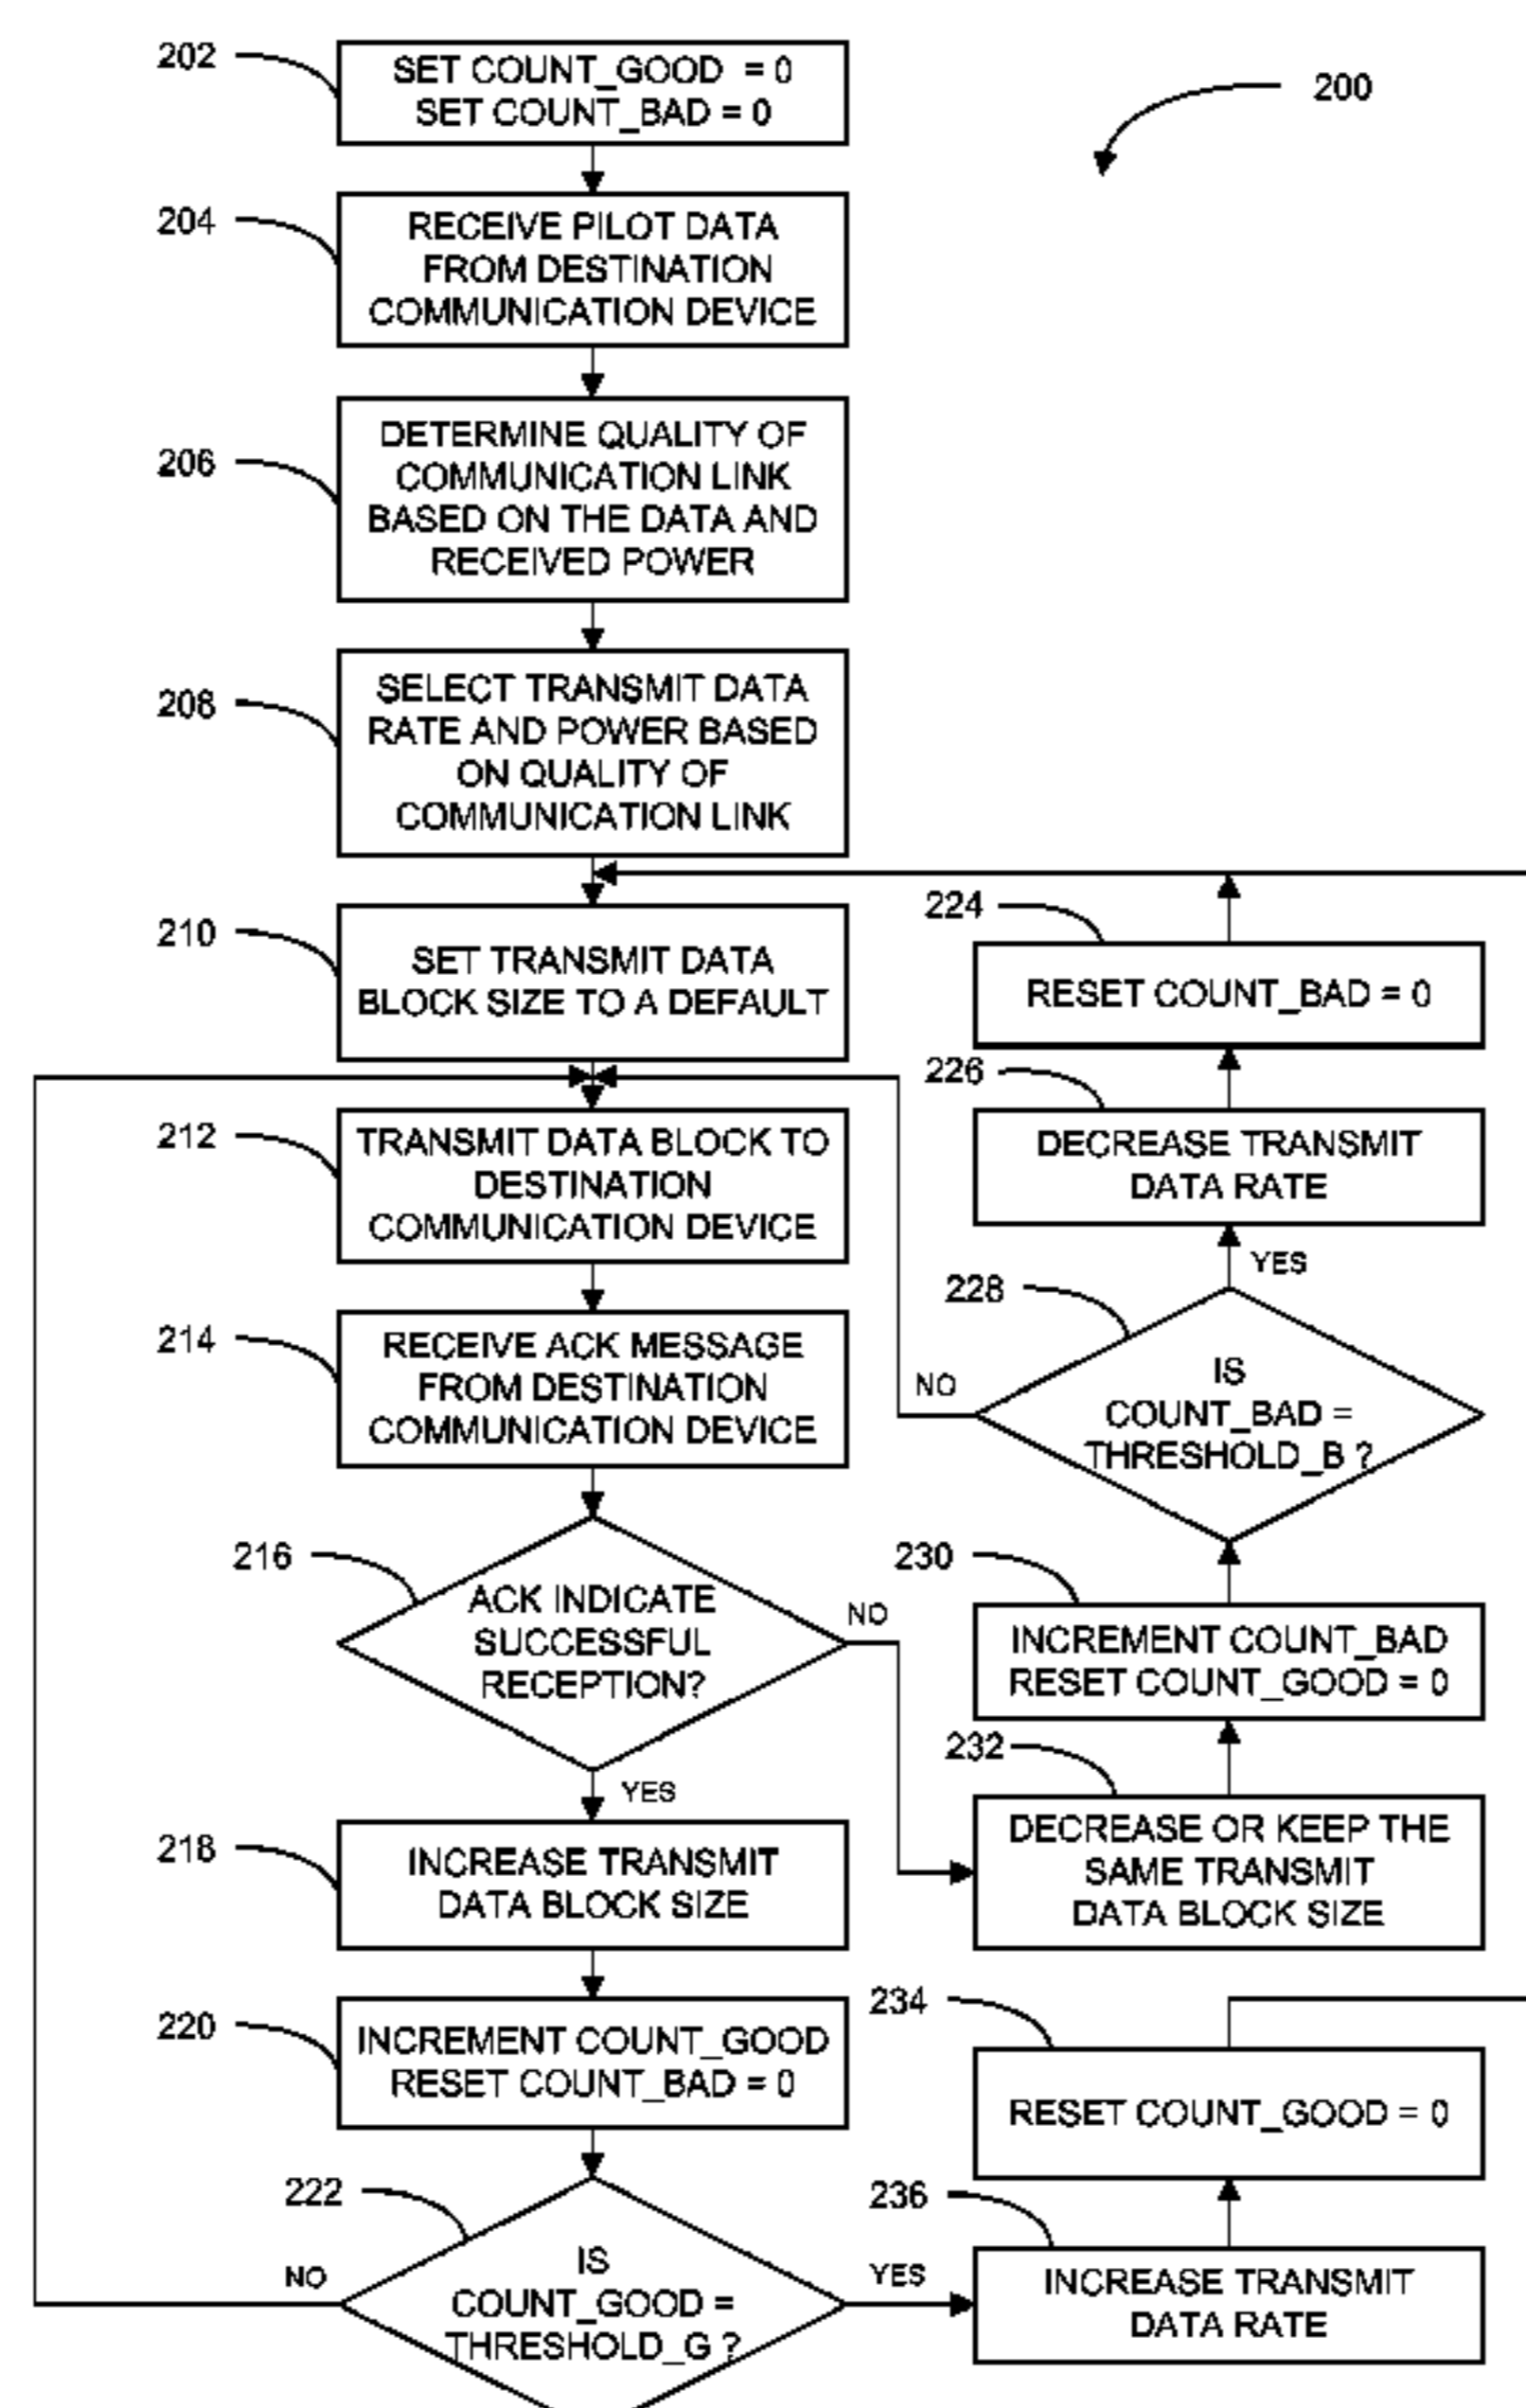 200
202
SET COUNT_GOOD = 0
SET COUNT_BAD = 0
204
RECEIVE PILOT DATA
FROM DESTINATION
COMMUNICATION DEVICE
206
DETERMINE QUALITY OF
COMMUNICATION LINK
BASED ON THE DATA AND
RECEIVED POWER
208
SELECT TRANSMIT DATA
RATE AND POWER BASED
ON QUALITY OF
COMMUNICATION LINK
210
SET TRANSMIT DATA
BLOCK SIZE TO A DEFAULT
212
TRANSMIT DATA BLOCK TO
DESTINATION
COMMUNICATION DEVICE
214
RECEIVE ACK MESSAGE
FROM DESTINATION
COMMUNICATION DEVICE
216
ACK INDICATE
SUCCESSFUL
RECEPTION?
NO
YES
218
INCREASE TRANSMIT
DATA BLOCK SIZE
220
INCREMENT COUNT_GOOD
RESET COUNT_BAD = 0
222
IS
COUNT_GOOD =
THRESHOLD_G ?
NO
YES
224
RESET COUNT_BAD = 0
226
DECREASE TRANSMIT
DATA RATE
YES
228
IS
COUNT_BAD =
THRESHOLD_B ?
NO
230
INCREMENT COUNT_BAD
RESET COUNT_GOOD = 0
232
DECREASE OR KEEP THE
SAME TRANSMIT
DATA BLOCK SIZE
234
RESET COUNT_GOOD = 0
236
INCREASE TRANSMIT
DATA RATE